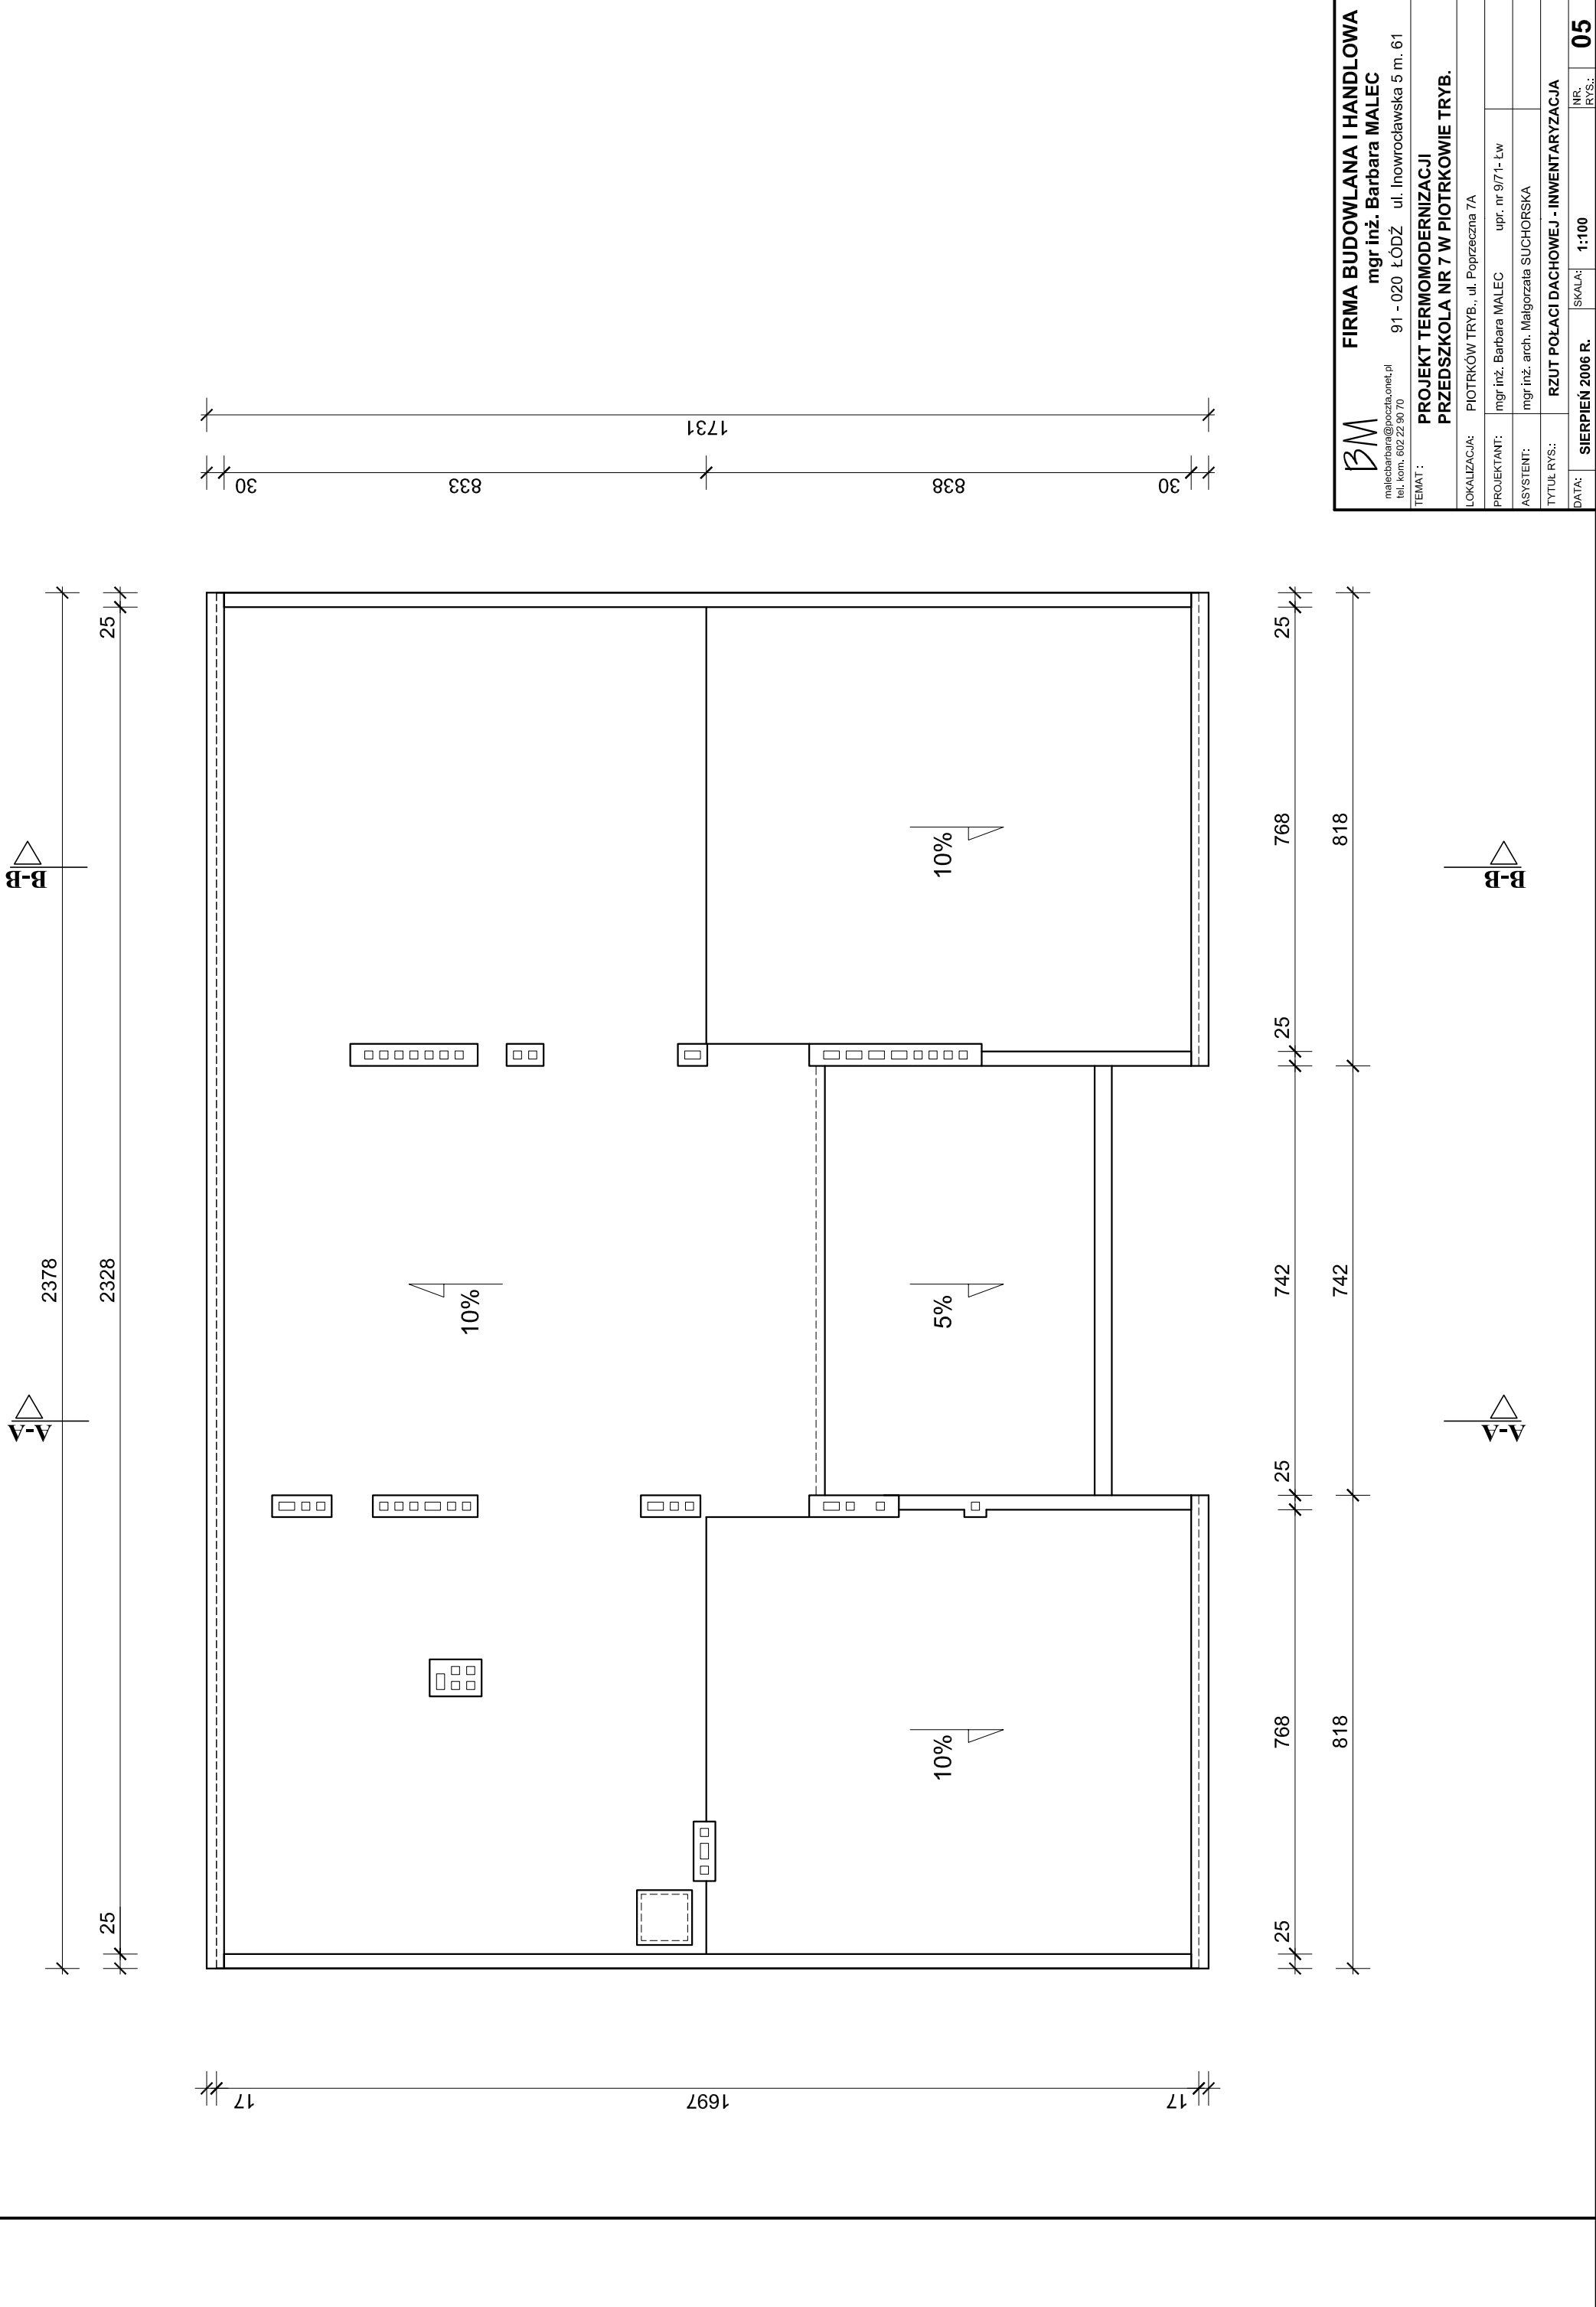 2378
25
2328
25
B-B
A-A
1731
30
833
838
30
10%
10%
5%
10%
25
768
25
742
25
768
25
818
742
818
B-B
A-A
17
1697
17
BM
FIRMA BUDOWLANA I HANDLOWA
mgr inż. Barbara MALEC
malecbarbara@poczta.onet.pl
tel. kom. 602 22 90 70
91 - 020 ŁÓDŹ ul. Inowrocławska 5 m. 61
TEMAT :
PROJEKT TERMOMODERNIZACJI
PRZEDSZKOLA NR 7 W PIOTRKOWIE TRYB.
LOKALIZACJA: PIOTRKÓW TRYB., ul. Poprzeczna 7A
PROJEKTANT: mgr inż. Barbara MALEC upr. nr 9/71- Łw
ASYSTENT: mgr inż. arch. Małgorzata SUCHORSKA
TYTUŁ RYS.: RZUT POŁACI DACHOWEJ - INWENTARYZACJA
DATA: SIERPIEŃ 2006 R. SKALA: 1:100 NR. RYS.: 05